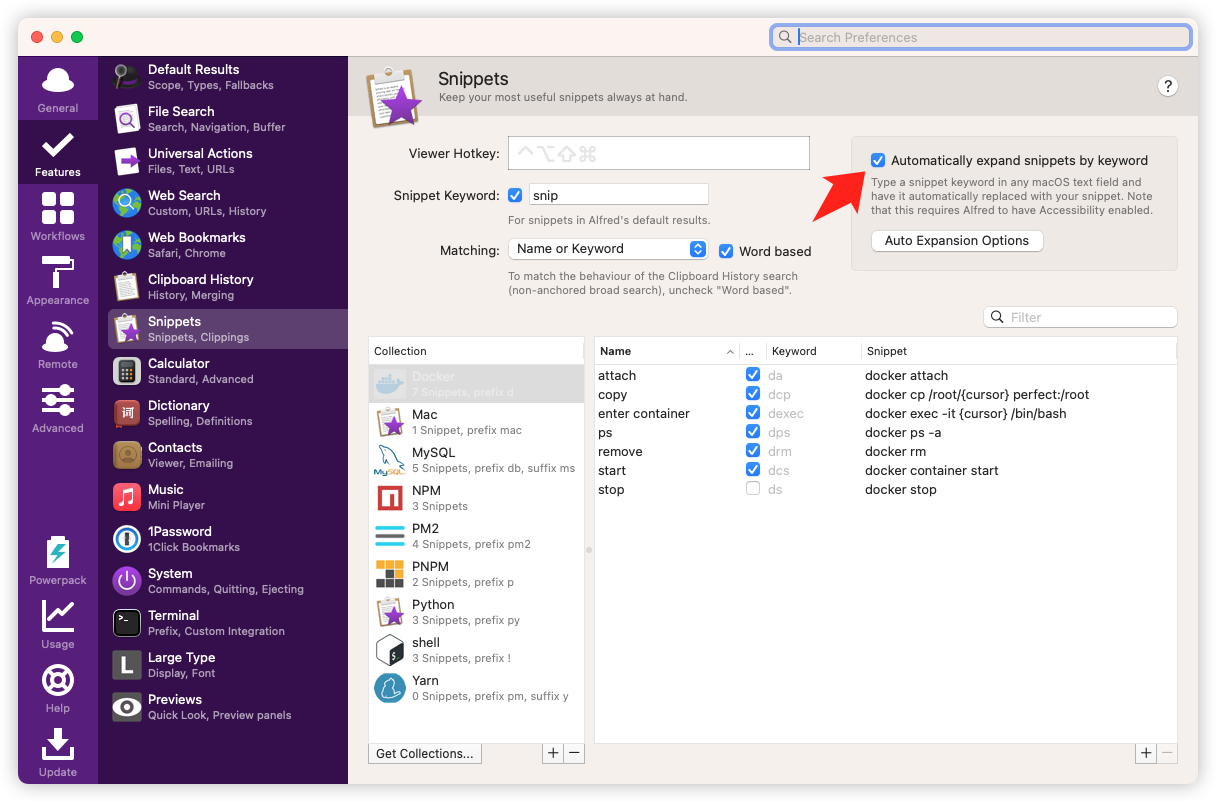 Search Preferences
General
Features
Workflows
Appearance
Remote
Advanced
Powerpack
Usage
Help
Update
Default Results
Scope, Types, Fallbacks
File Search
Search, Navigation, Buffer
Universal Actions
Files, Text, URLs
Web Search
Custom, URLs, History
Web Bookmarks
Safari, Chrome
Clipboard History
History, Merging
Snippets
Snippets, Clippings
Calculator
Standard, Advanced
词
Dictionary
Spelling, Definitions
Contacts
Viewer, Emailing
Music
Mini Player
1Password
1Click Bookmarks
System
Commands, Quitting, Ejecting
>_
Terminal
Prefix, Custom Integration
L
Large Type
Display, Font
Previews
Quick Look, Preview panels
Snippets
Keep your most useful snippets always at hand.
?
Viewer Hotkey: ⌃⌥⇧⌘
Snippet Keyword: snip
For snippets in Alfred's default results.
Matching: Name or Keyword Word based
To match the behaviour of the Clipboard History search
(non-anchored broad search), uncheck "Word based".
Automatically expand snippets by keyword
Type a snippet keyword in any macOS text field and
have it automatically replaced with your snippet. Note
that this requires Alfred to have Accessibility enabled.
Auto Expansion Options
Filter
Collection
Docker
7 Snippets, prefix d
Mac
1 Snippet, prefix mac
MySQL
MySQL
5 Snippets, prefix db, suffix ms
NPM
3 Snippets
PM2
4 Snippets, prefix pm2
PNPM
2 Snippets, prefix p
Python
3 Snippets, prefix py
$
shell
3 Snippets, prefix !
Yarn
0 Snippets, prefix pm, suffix y
Get Collections... + −
Name ... Keyword Snippet
attach da docker attach
copy dcp docker cp /root/{cursor} perfect:/root
enter container dexec docker exec -it {cursor} /bin/bash
ps dps docker ps -a
remove drm docker rm
start dcs docker container start
stop ds docker stop
+ −